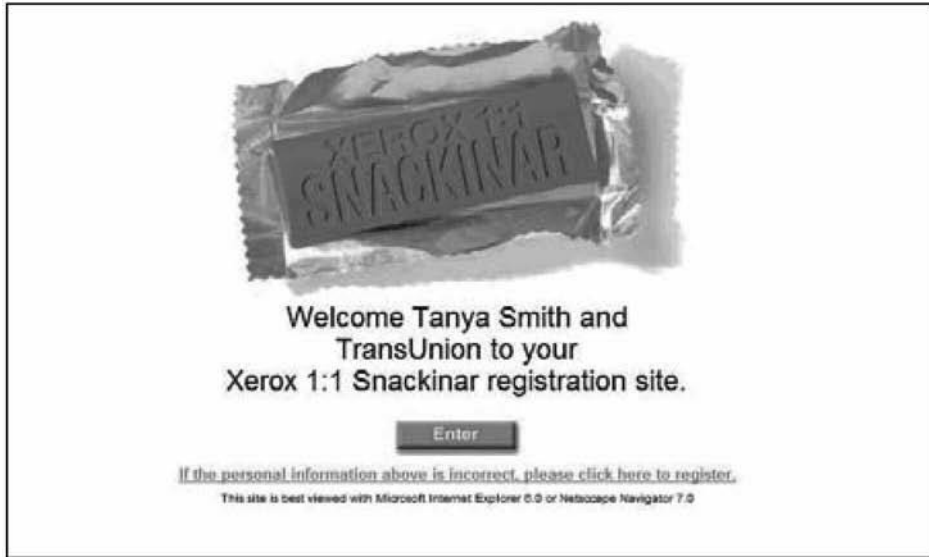 XEROX 1:1
SNACKINAR
Welcome Tanya Smith and
TransUnion to your
Xerox 1:1 Snackinar registration site.
Enter
If the personal information above is incorrect, please click here to register.
This site is best viewed with Microsoft Internet Explorer 6.0 or Netscape Navigator 7.0